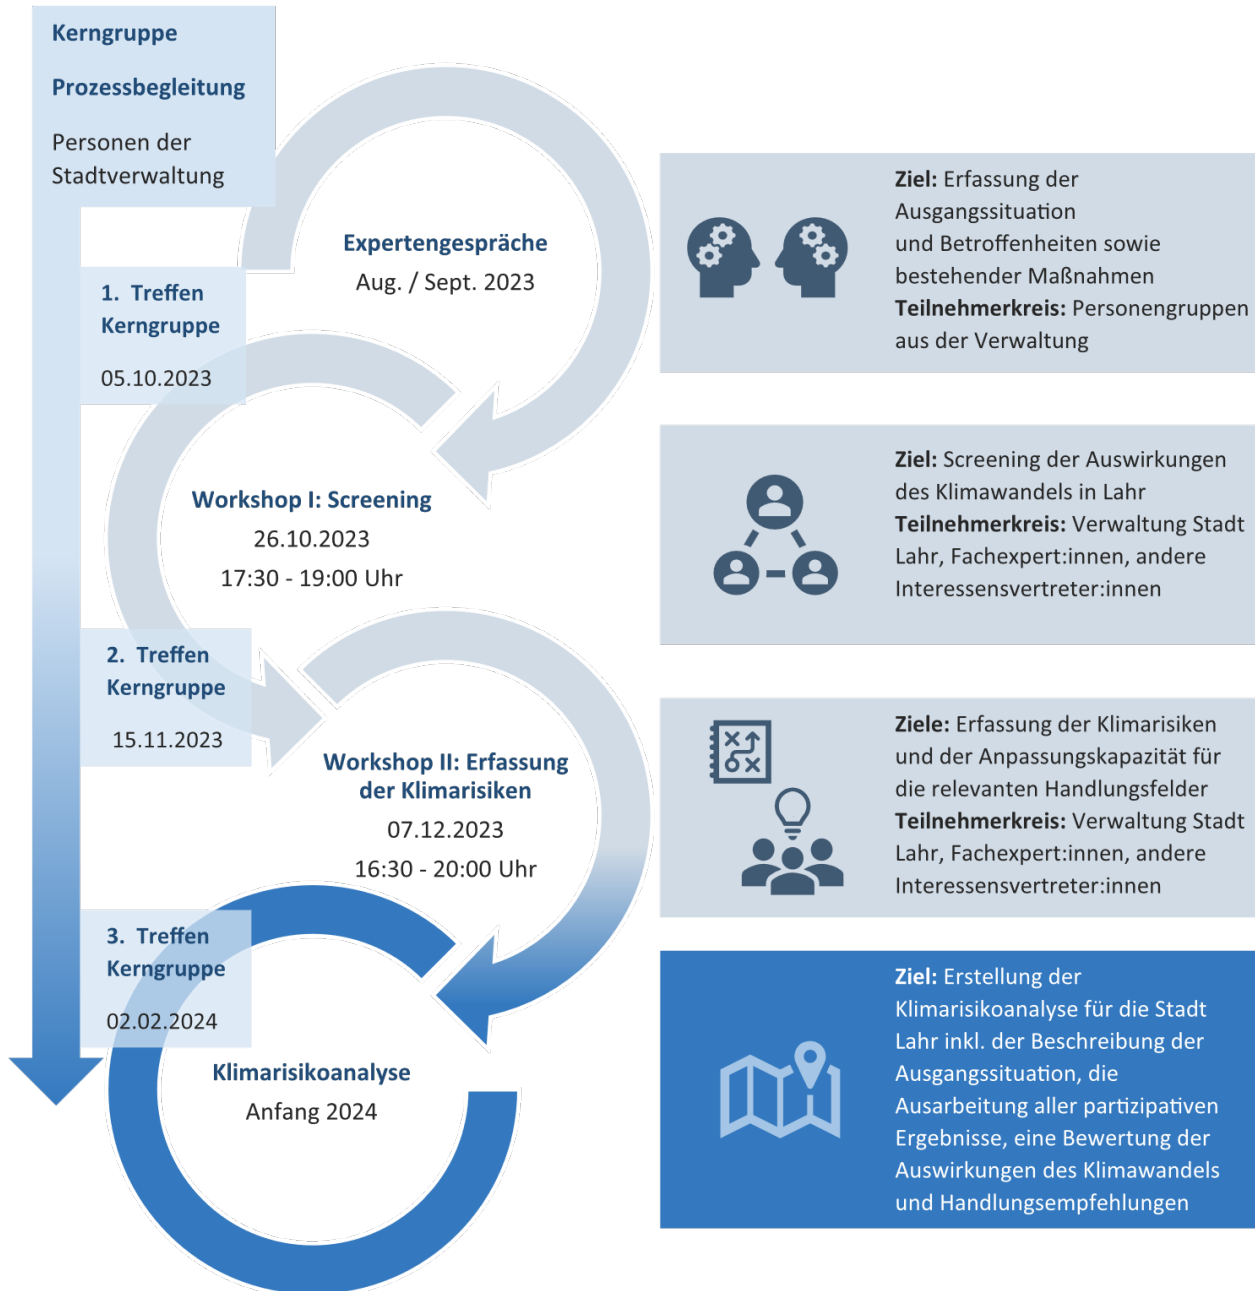 Kerngruppe
Prozessbegleitung
Personen der
Stadtverwaltung
Expertengespräche
Aug. / Sept. 2023
Ziel: Erfassung der
Ausgangssituation
und Betroffenheiten sowie
bestehender Maßnahmen
Teilnehmerkreis: Personengruppen
aus der Verwaltung
1. Treffen
Kerngruppe
05.10.2023
Workshop I: Screening
26.10.2023
17:30 - 19:00 Uhr
Ziel: Screening der Auswirkungen
des Klimawandels in Lahr
Teilnehmerkreis: Verwaltung Stadt
Lahr, Fachexpert:innen, andere
Interessensvertreter:innen
2. Treffen
Kerngruppe
15.11.2023
Workshop II: Erfassung
der Klimarisiken
07.12.2023
16:30 - 20:00 Uhr
Ziele: Erfassung der Klimarisiken
und der Anpassungskapazität für
die relevanten Handlungsfelder
Teilnehmerkreis: Verwaltung Stadt
Lahr, Fachexpert:innen, andere
Interessensvertreter:innen
3. Treffen
Kerngruppe
02.02.2024
Klimarisikoanalyse
Anfang 2024
Ziel: Erstellung der
Klimarisikoanalyse für die Stadt
Lahr inkl. der Beschreibung der
Ausgangssituation, die
Ausarbeitung aller partizipativen
Ergebnisse, eine Bewertung der
Auswirkungen des Klimawandels
und Handlungsempfehlungen